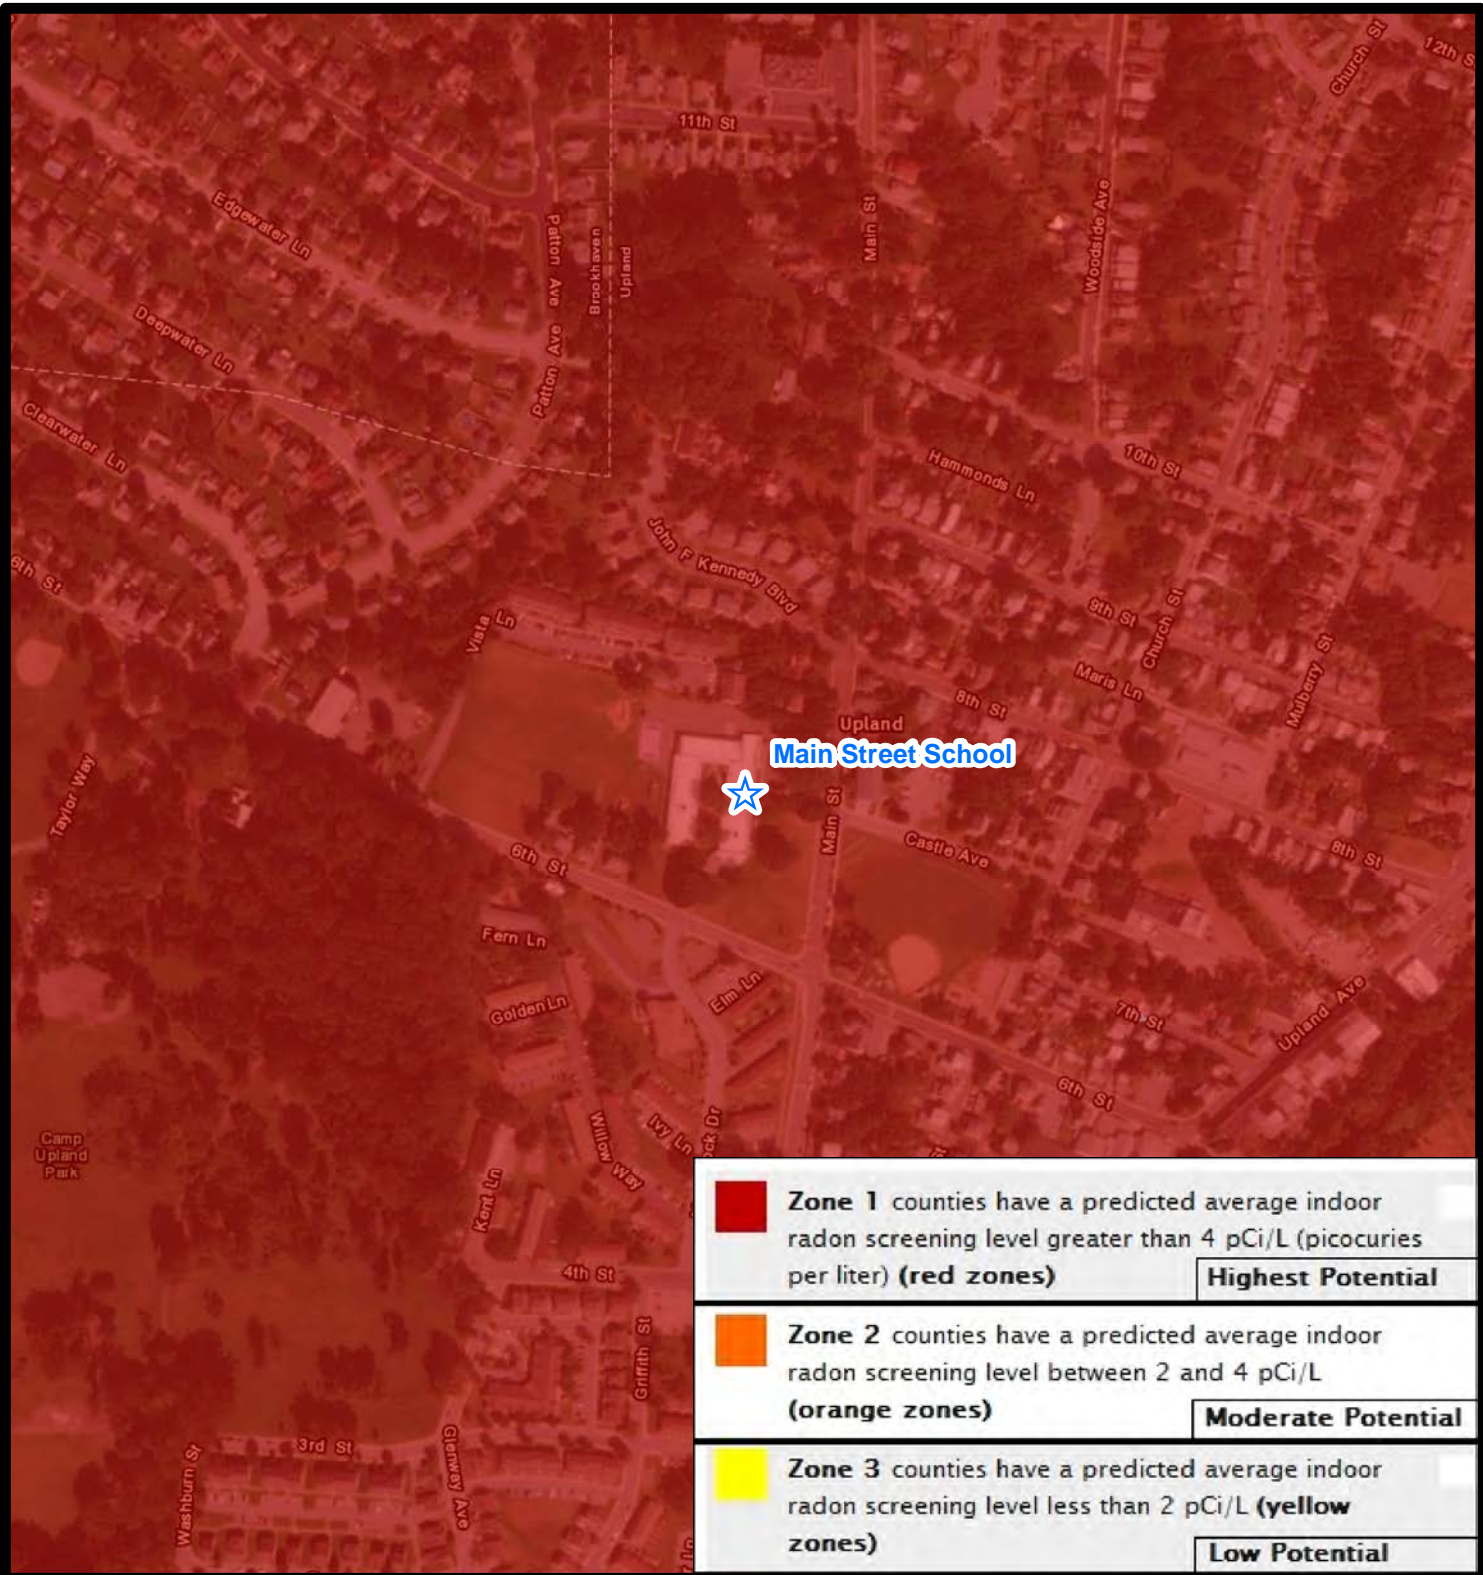 Church St
12th S
11th St
Main St
Woodside Ave
Edgewater Ln
Patton Ave
Brookhaven
Upland
Deepwater Ln
Patton Ave
Clearwater Ln
10th St
Hammonds Ln
John F Kennedy Blvd
6th St
9th St
Church St
Vista Ln
Maris Ln
Mulberry St
8th St
Upland
Main Street School
Taylor Way
Main St
Castle Ave
8th St
6th St
Fern Ln
Elm Ln
Golden Ln
7th St
Upland Ave
6th St
Willow Way
Ivy Ln
ock Dr
St
Camp
Upland
Park
Kent Ln
4th St
Griffith St
3rd St
Glenway Ave
Washburn St
r Ln
Zone 1 counties have a predicted average indoor
radon screening level greater than 4 pCi/L (picocuries
per liter) (red zones)
Highest Potential
Zone 2 counties have a predicted average indoor
radon screening level between 2 and 4 pCi/L
(orange zones)
Moderate Potential
Zone 3 counties have a predicted average indoor
radon screening level less than 2 pCi/L (yellow
zones)
Low Potential